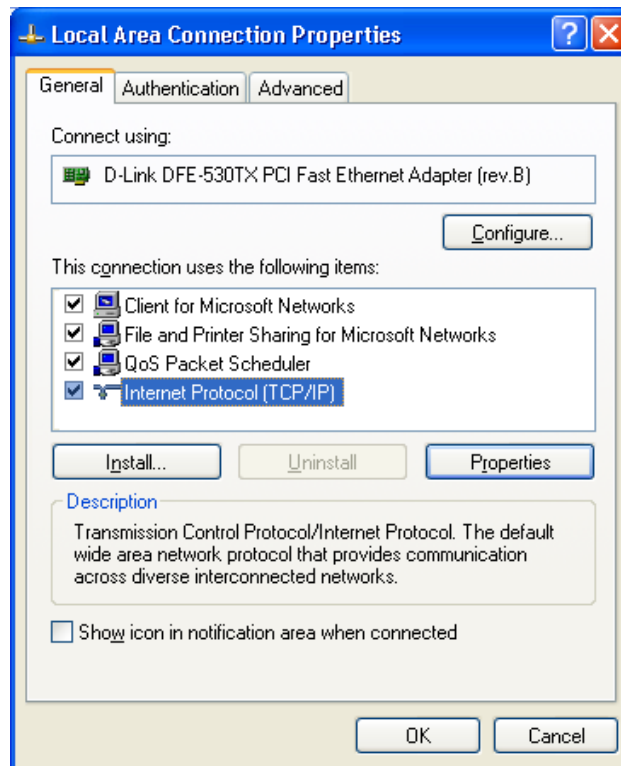 Local Area Connection Properties
General Authentication Advanced
Connect using:
D-Link DFE-530TX PCI Fast Ethernet Adapter (rev.B)
Configure...
This connection uses the following items:
Client for Microsoft Networks
File and Printer Sharing for Microsoft Networks
QoS Packet Scheduler
Internet Protocol (TCP/IP)
Install... Uninstall Properties
Description
Transmission Control Protocol/Internet Protocol. The default
wide area network protocol that provides communication
across diverse interconnected networks.
Show icon in notification area when connected
OK Cancel